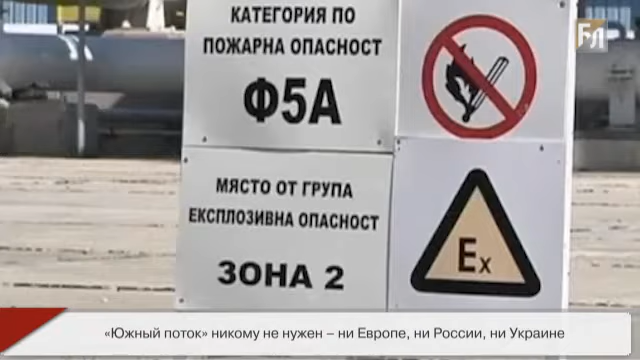 КАТЕГОРИЯ ПО
ПОЖАРНА ОПАСНОСТ
Ф5А
МЯСТО ОТ ГРУПА
ЕКСПЛОЗИВНА ОПАСНОСТ
ЗОНА 2
Ex
«Южный поток» никому не нужен – ни Европе, ни России, ни Украине